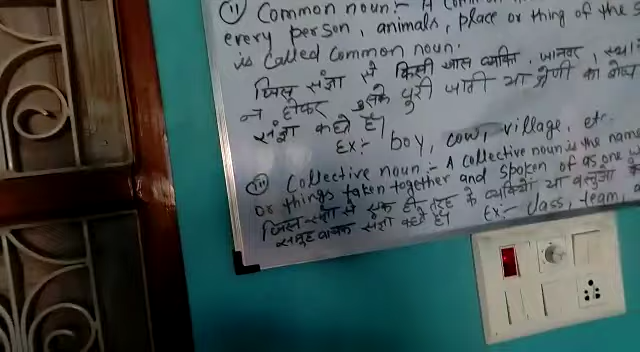 (ii) Common noun:- A common
every person, animals, place or thing of the s
is called common noun.
जिस संज्ञा से किसी खास व्यक्ति, जानवर, स्थान
न होकर उसके पुरी जाती या श्रेणी का बोध
संज्ञा कहते है।
Ex:- boy, cow, village, etc.
(iii) Collective noun:- A collective noun is the name
or things taken together and spoken of as one w
जिस संज्ञा से एक ही तरह के व्यक्तियो या वस्तुओ के
समूह वाचक संज्ञा कहते है। Ex:- class, team,